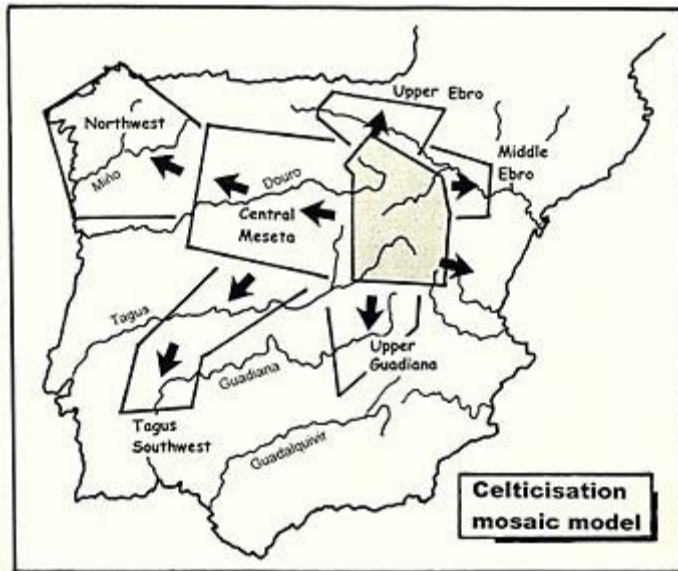 Upper Ebro
Northwest
Middle
Ebro
Miño
Douro
Central
Meseta
Tagus
Upper
Guadiana
Guadiana
Tagus
Southwest
Guadalquivir
Celticisation
mosaic model